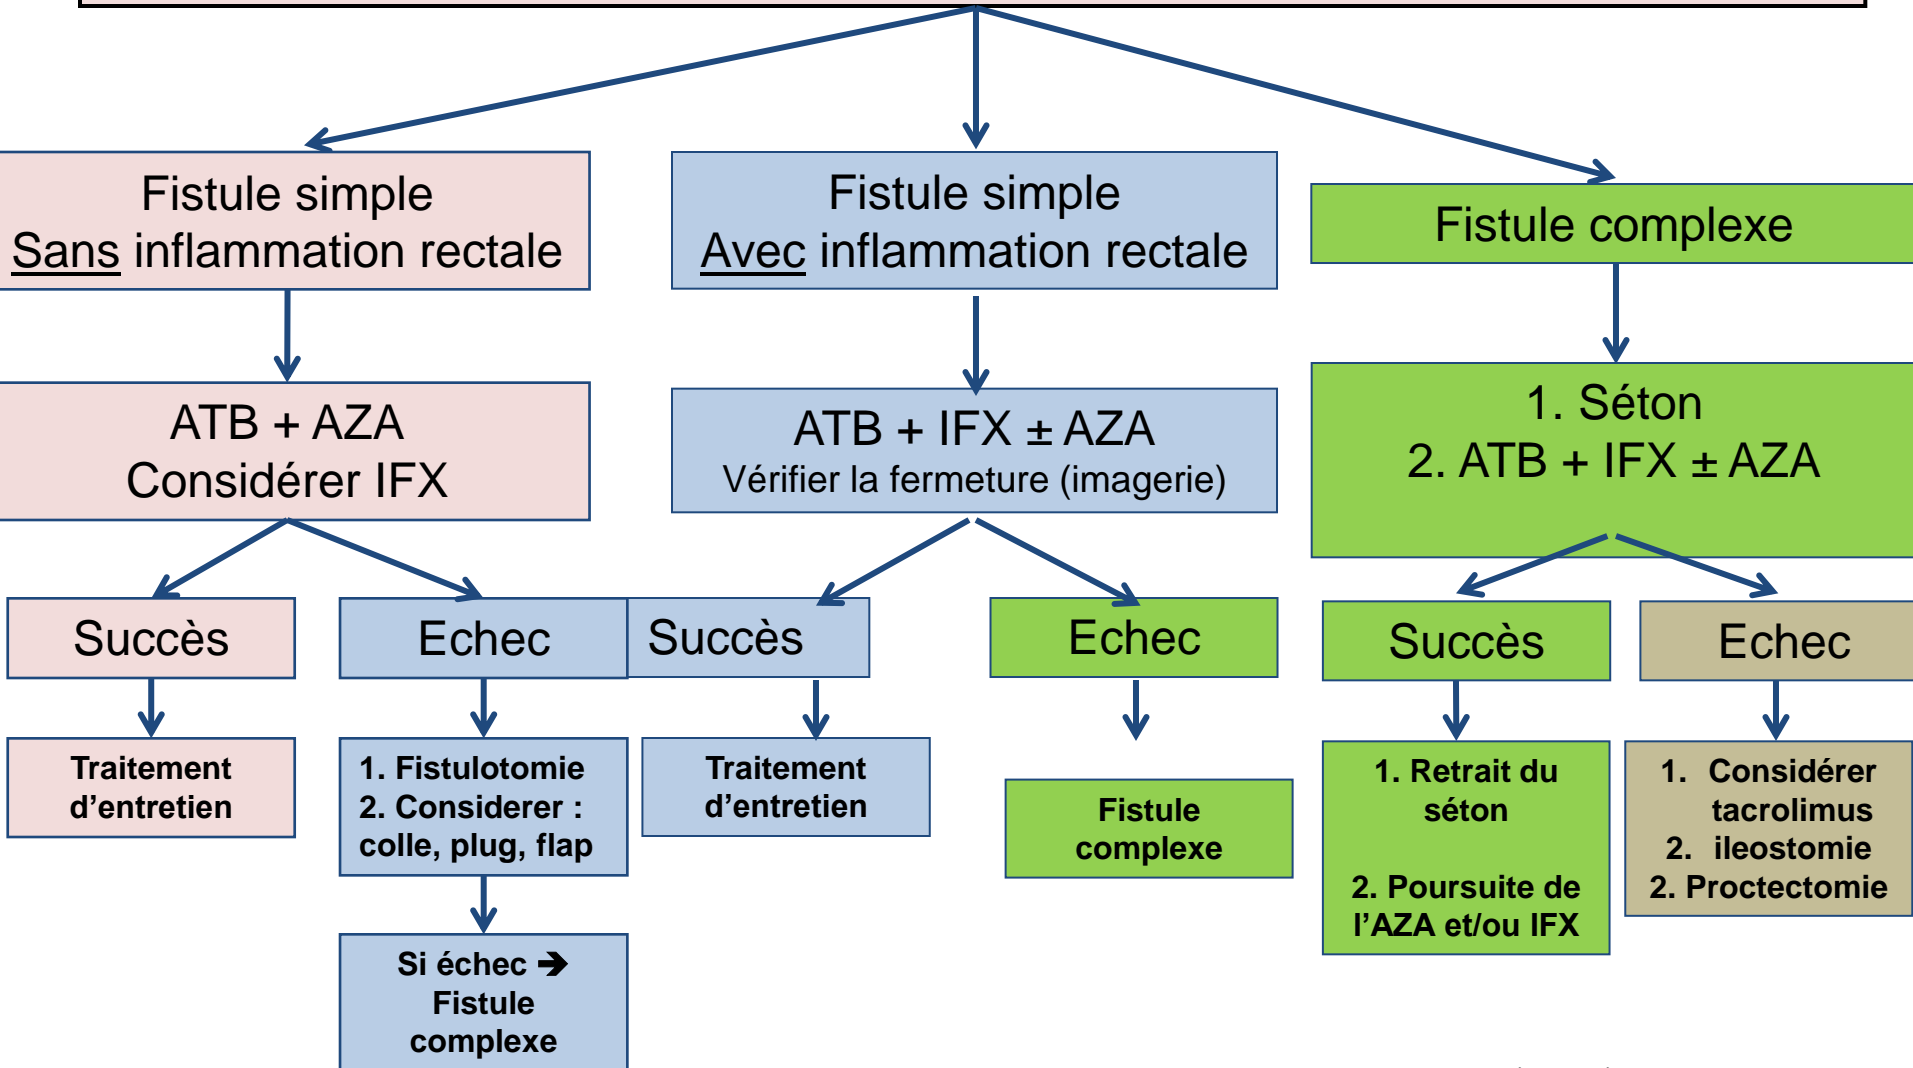 Fistule simple
Sans inflammation rectale
Fistule simple
Avec inflammation rectale
Fistule complexe
ATB + AZA
Considérer IFX
ATB + IFX ± AZA
Vérifier la fermeture (imagerie)
1. Séton
2. ATB + IFX ± AZA
Succès
Echec
Succès
Echec
Succès
Echec
Traitement
d’entretien
1. Fistulotomie
2. Considerer :
colle, plug, flap
Traitement
d’entretien
Fistule
complexe
1. Retrait du
séton
2. Poursuite de
l’AZA et/ou IFX
1. Considérer
tacrolimus
2. ileostomie
2. Proctectomie
Si échec ➔
Fistule
complexe